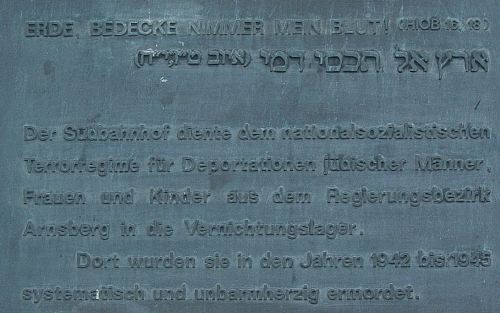 ERDE, BEDECKE NIMMER MEIN BLUT! (HIOB 16, 18)
ארץ אל תכסי דמי (איוב ט"ז/י"ח)
Der Südbahnhof diente dem nationalsozialistischen
Terrorregime für Deportationen jüdischer Männer,
Frauen und Kinder aus dem Regierungsbezirk
Arnsberg in die Vernichtungslager.
Dort wurden sie in den Jahren 1942 bis 1945
systematisch und unbarmherzig ermordet.